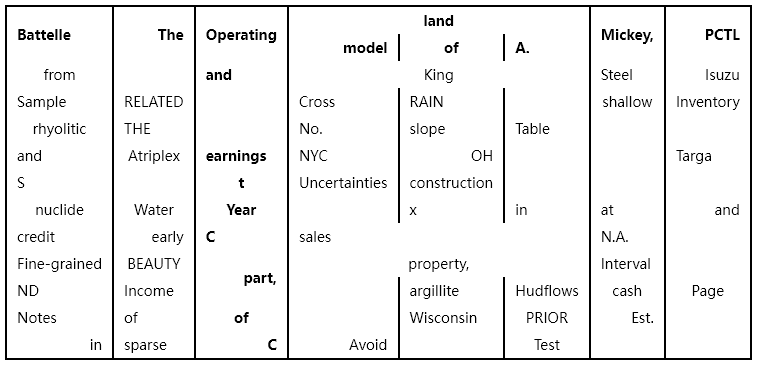 land
Battelle The Operating model of A. Mickey, PCTL
from and King Steel Isuzu
Sample RELATED Cross RAIN shallow Inventory
rhyolitic THE No. slope Table
and Atriplex earnings NYC OH Targa
S t Uncertainties construction
nuclide Water Year x in at and
credit early C sales N.A.
Fine-grained BEAUTY part, property, Interval
ND Income argillite Hudflows cash Page
Notes of of Wisconsin PRIOR Est.
in sparse C Avoid Test